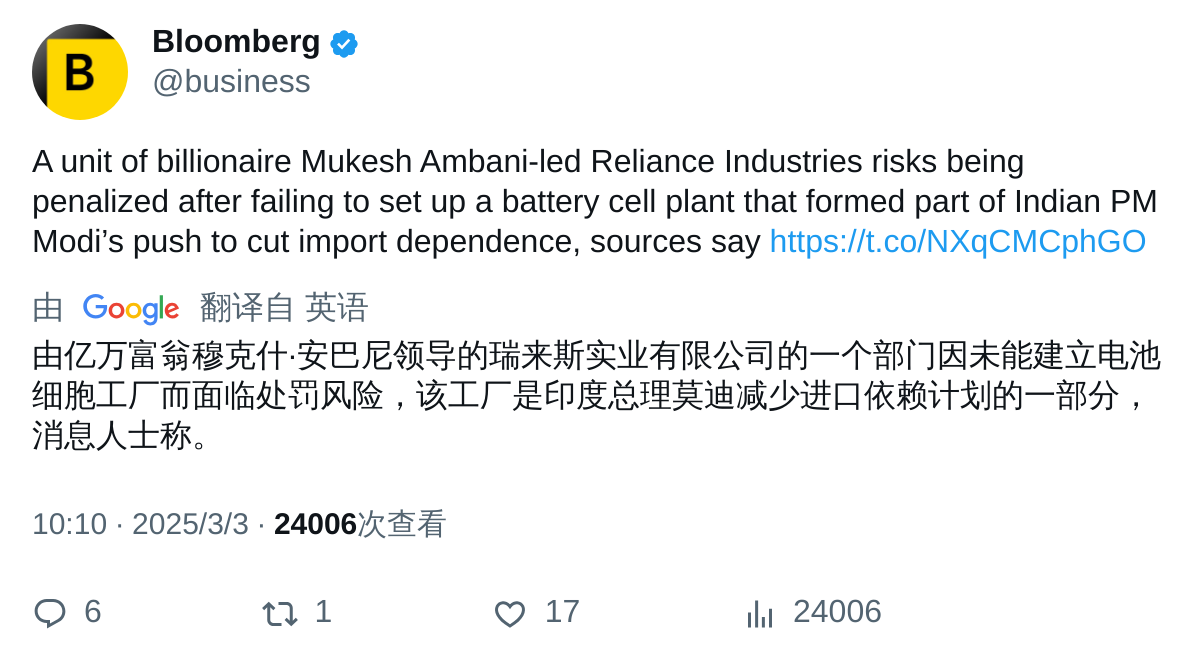 B
Bloomberg
@business
A unit of billionaire Mukesh Ambani-led Reliance Industries risks being
penalized after failing to set up a battery cell plant that formed part of Indian PM
Modi’s push to cut import dependence, sources say https://t.co/NXqCMCphGO
由 Google 翻译自 英语
由亿万富翁穆克什·安巴尼领导的瑞来斯实业有限公司的一个部门因未能建立电池
细胞工厂而面临处罚风险，该工厂是印度总理莫迪减少进口依赖计划的一部分，
消息人士称。
10:10 · 2025/3/3 · 24006次查看
6 1 17 24006